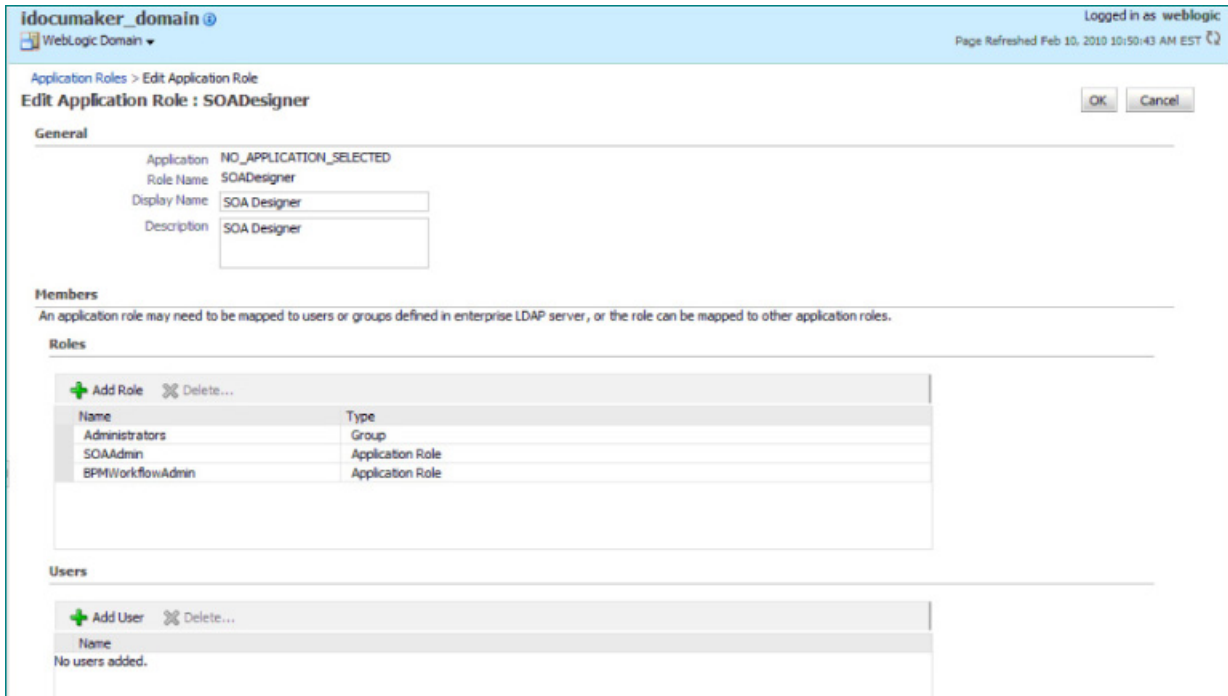 idocumaker_domain
Logged in as weblogic
WebLogic Domain
Page Refreshed Feb 10, 2010 10:50:43 AM EST
Application Roles > Edit Application Role
Edit Application Role : SOADesigner
OK
Cancel
General
Application NO_APPLICATION_SELECTED
Role Name SOADesigner
Display Name SOA Designer
Description SOA Designer
Members
An application role may need to be mapped to users or groups defined in enterprise LDAP server, or the role can be mapped to other application roles.
Roles
Add Role Delete...
Name Type
Administrators Group
SOAAdmin Application Role
BPMWorkflowAdmin Application Role
Users
Add User Delete...
Name
No users added.